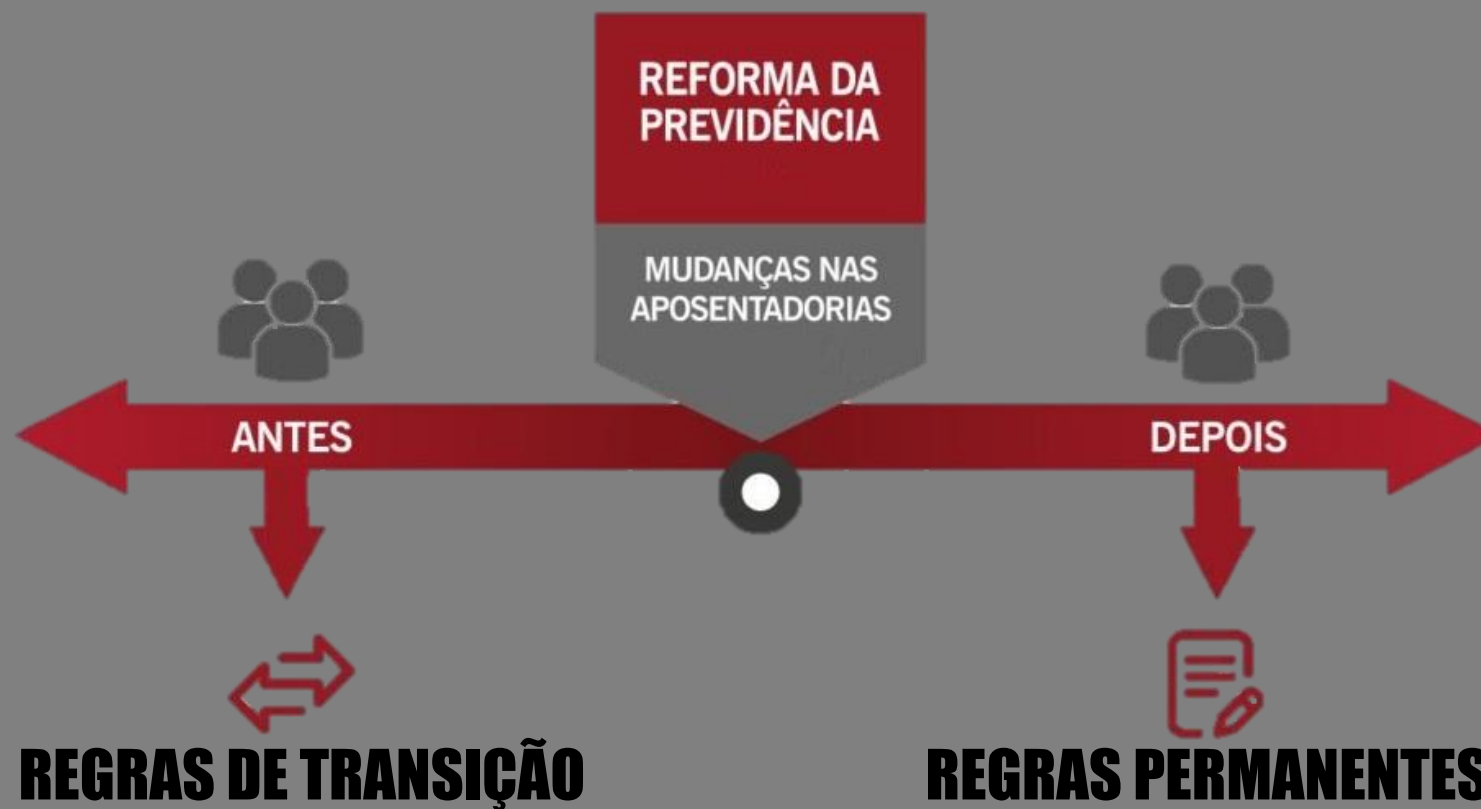 REFORMA DA
PREVIDÊNCIA
MUDANÇAS NAS
APOSENTADORIAS
ANTES
DEPOIS
REGRAS DE TRANSIÇÃO
REGRAS PERMANENTES